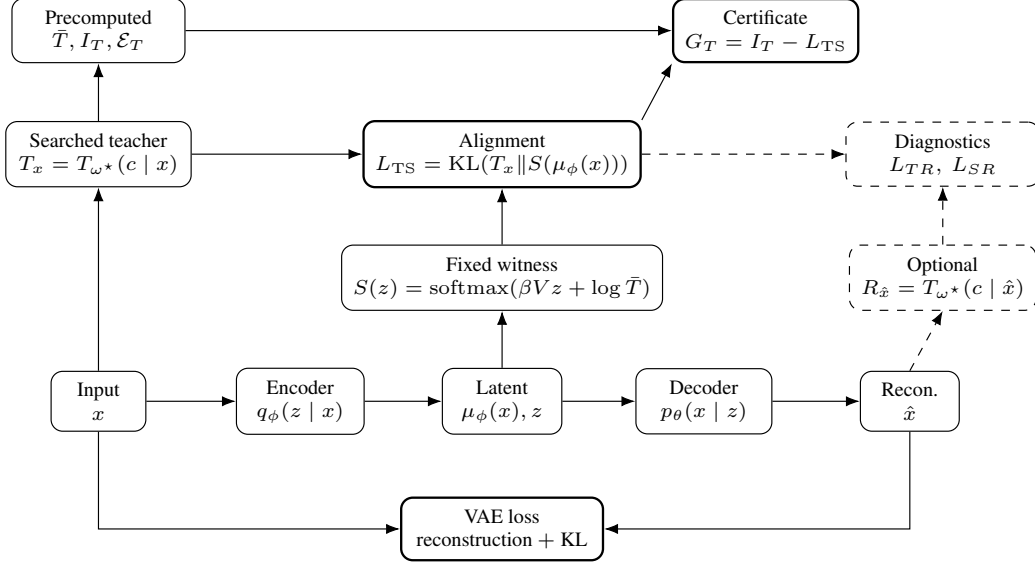 Precomputed
T̄, I_T, ℰ_T
Certificate
G_T = I_T − L_TS
Searched teacher
T_x = T_ω⋆(c | x)
Alignment
L_TS = KL(T_x‖S(μ_ϕ(x)))
Diagnostics
L_TR, L_SR
Fixed witness
S(z) = softmax(βVz + log T̄)
Optional
R_x̂ = T_ω⋆(c | x̂)
Input
x
Encoder
q_ϕ(z | x)
Latent
μ_ϕ(x), z
Decoder
p_θ(x | z)
Recon.
x̂
VAE loss
reconstruction + KL